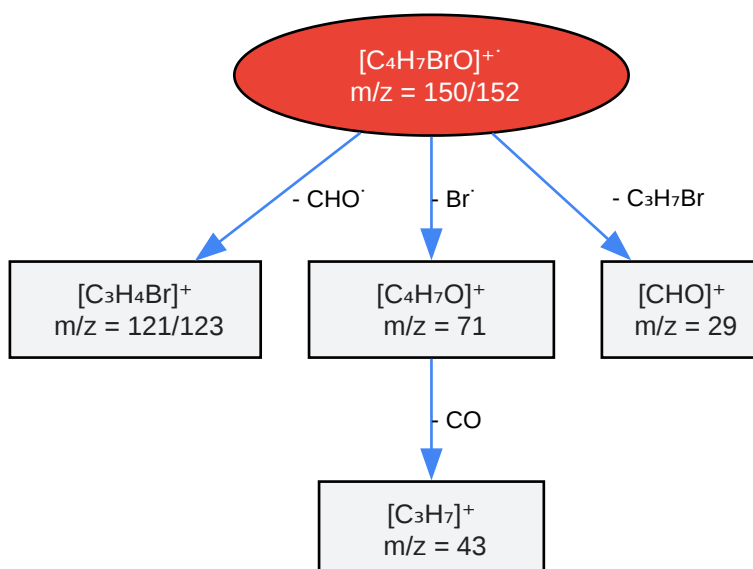 [C₄H₇BrO]⁺˙
m/z = 150/152
- CHO˙
- Br˙
- C₃H₇Br
[C₃H₄Br]⁺
m/z = 121/123
[C₄H₇O]⁺
m/z = 71
[CHO]⁺
m/z = 29
- CO
[C₃H₇]⁺
m/z = 43